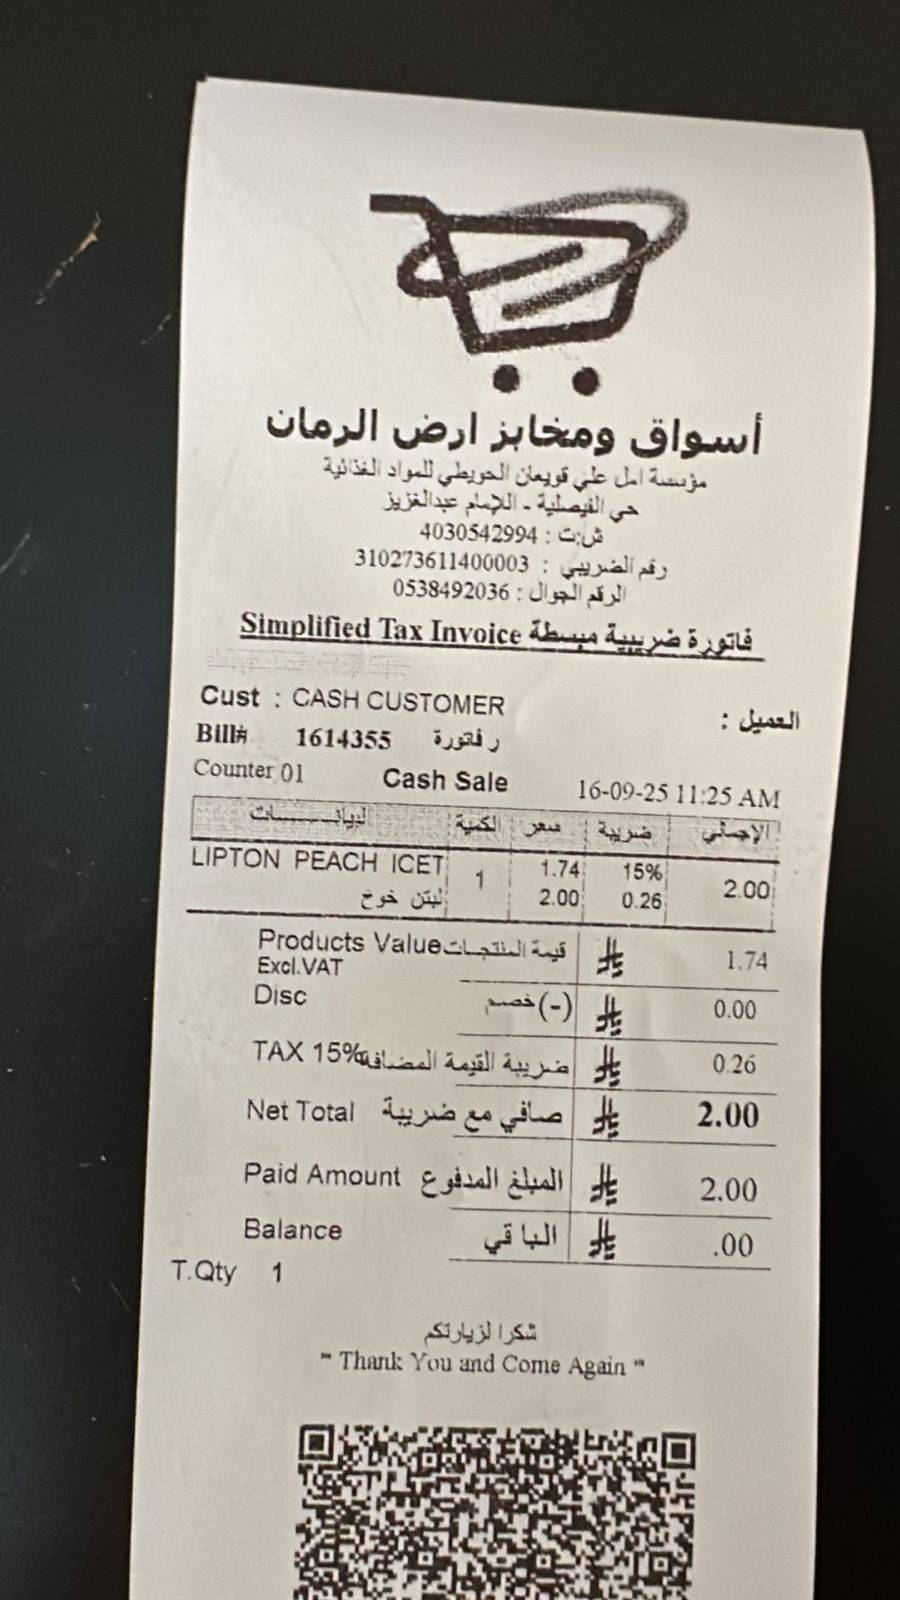 أسواق ومخابز ارض الرمان
مؤسسة امل علي قويعان الحويطي للمواد الغذائية
حي الفيصلية - الإمام عبدالعزيز
س:ت : 4030542994
رقم الضريبي : 310273611400003
الرقم الجوال : 0538492036
Simplified Tax Invoice فاتورة ضريبية مبسطة
Cust : CASH CUSTOMER العميل :
Bill# 1614355 ر فاتورة
Counter 01 Cash Sale 16-09-25 11:25 AM
البيانـــــــات الكمية سعر ضريبة الإجمالي
LIPTON PEACH ICET 1 1.74 15% 2.00
لبتن خوخ 2.00 0.26
Products Value قيمة المنتجات 1.74
Excl.VAT
Disc خصم (-) 0.00
TAX 15% ضريبة القيمة المضافة 0.26
Net Total صافي مع ضريبة 2.00
Paid Amount المبلغ المدفوع 2.00
Balance البا قي .00
T.Qty 1
شكرا لزيارتكم
" Thank You and Come Again "